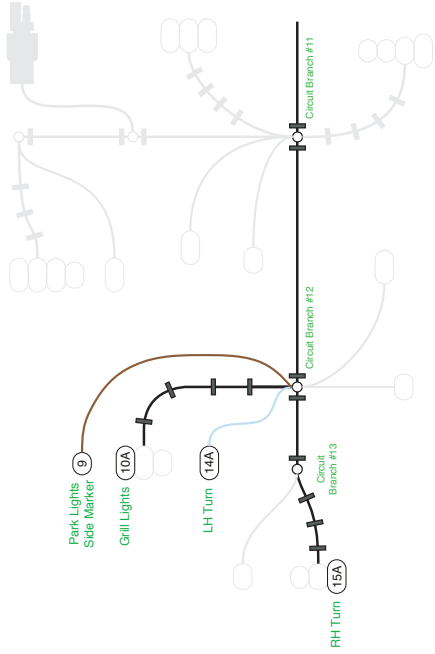 Circuit Branch #11
Circuit Branch #12
Circuit
Branch #13
9
Park Lights
Side Marker
10A
Grill Lights
14A
LH Turn
15A
RH Turn